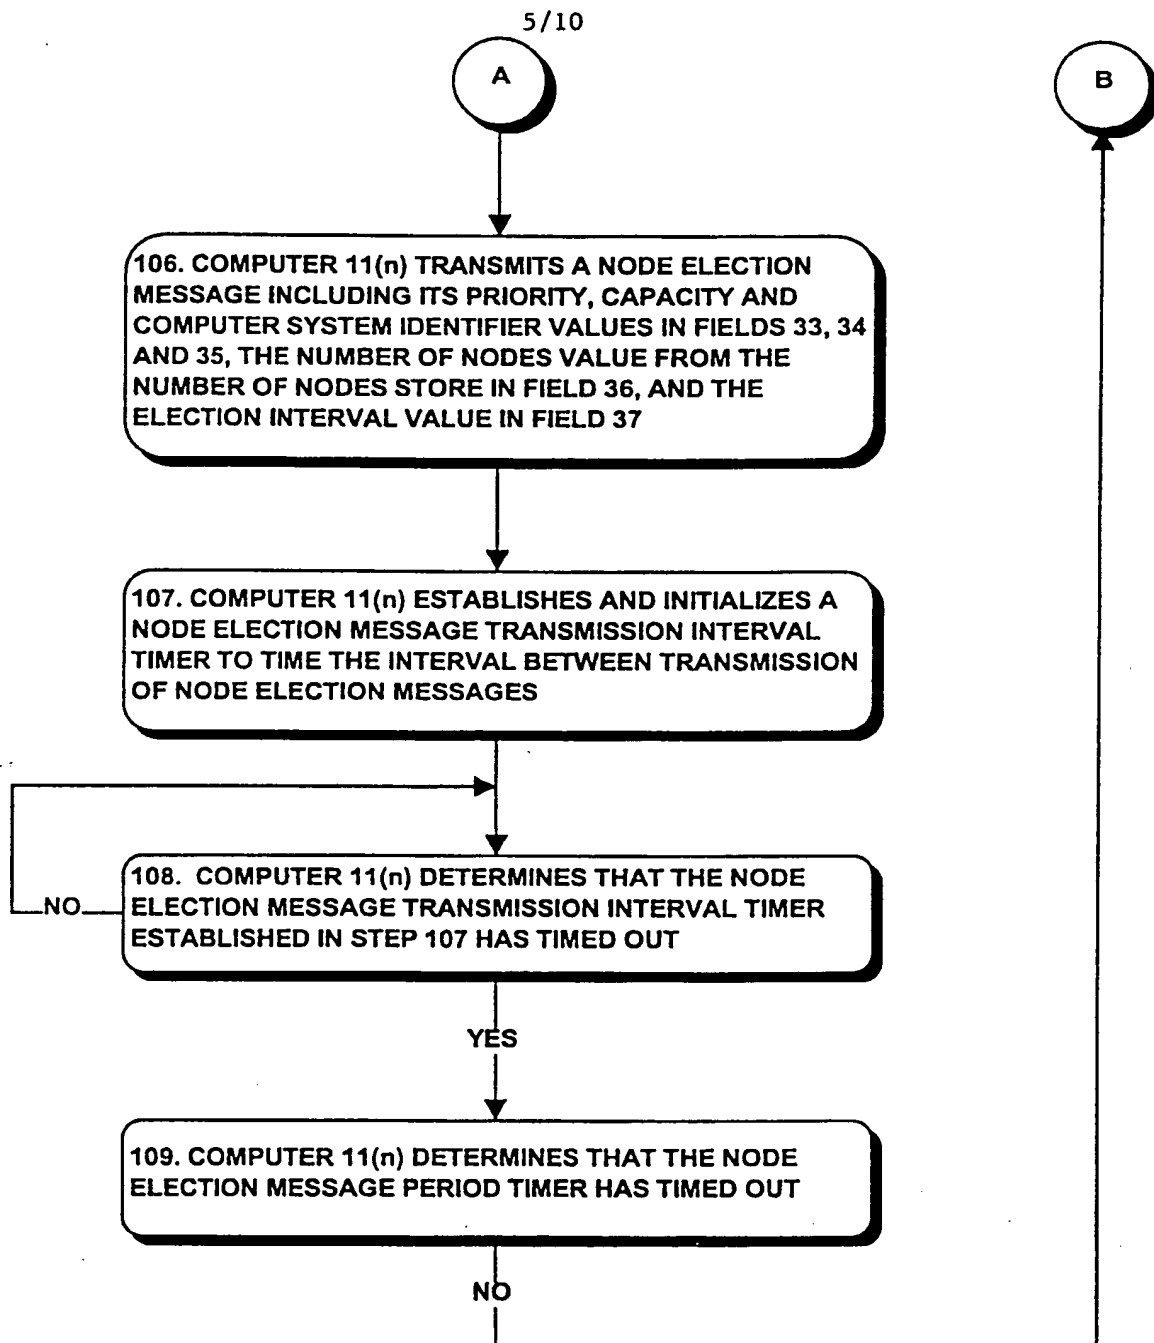 5/10
A
B
106. COMPUTER 11(n) TRANSMITS A NODE ELECTION
MESSAGE INCLUDING ITS PRIORITY, CAPACITY AND
COMPUTER SYSTEM IDENTIFIER VALUES IN FIELDS 33, 34
AND 35, THE NUMBER OF NODES VALUE FROM THE
NUMBER OF NODES STORE IN FIELD 36, AND THE
ELECTION INTERVAL VALUE IN FIELD 37
107. COMPUTER 11(n) ESTABLISHES AND INITIALIZES A
NODE ELECTION MESSAGE TRANSMISSION INTERVAL
TIMER TO TIME THE INTERVAL BETWEEN TRANSMISSION
OF NODE ELECTION MESSAGES
108. COMPUTER 11(n) DETERMINES THAT THE NODE
ELECTION MESSAGE TRANSMISSION INTERVAL TIMER
ESTABLISHED IN STEP 107 HAS TIMED OUT
NO
YES
109. COMPUTER 11(n) DETERMINES THAT THE NODE
ELECTION MESSAGE PERIOD TIMER HAS TIMED OUT
NO